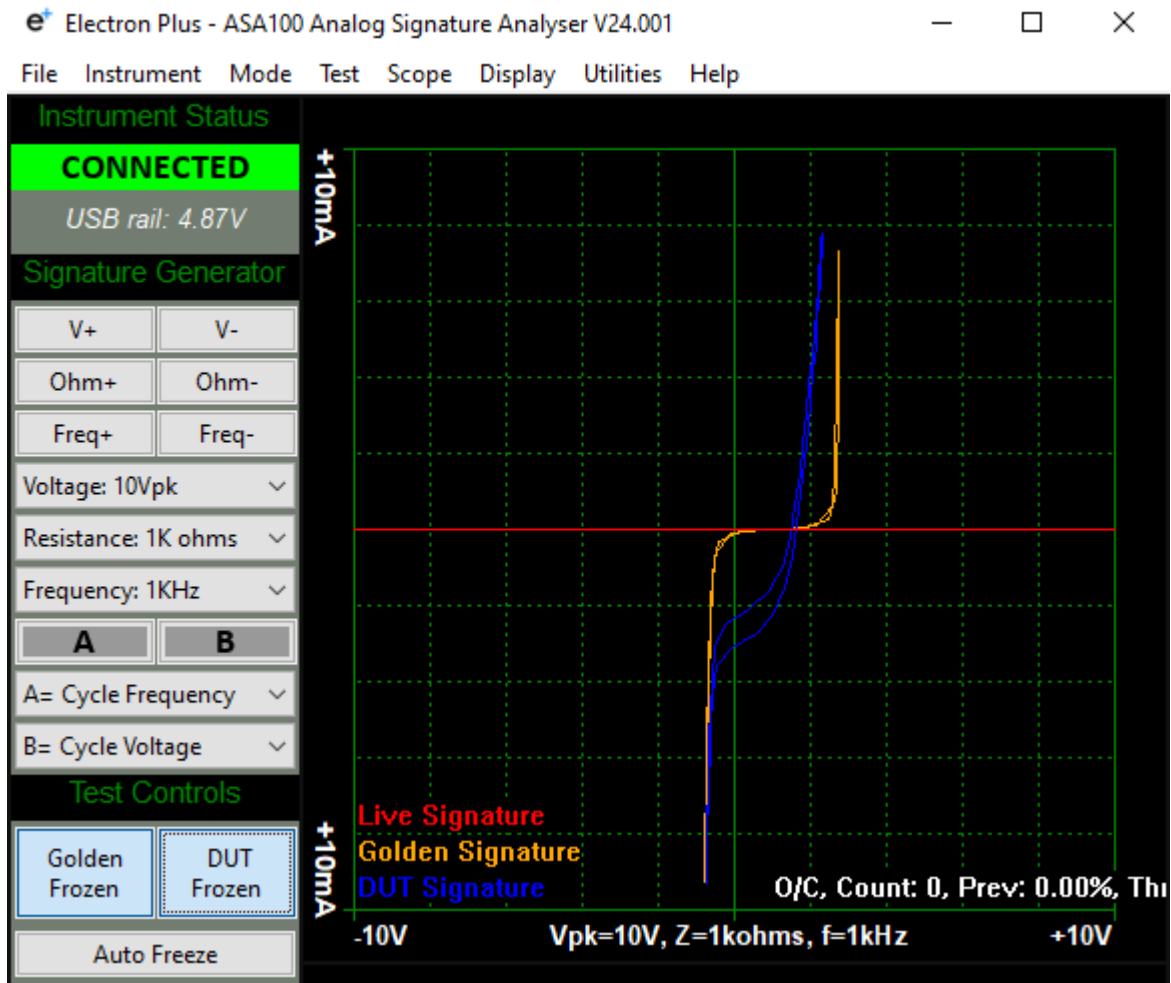 e+ Electron Plus - ASA100 Analog Signature Analyser V24.001
File Instrument Mode Test Scope Display Utilities Help
Instrument Status
CONNECTED
USB rail: 4.87V
Signature Generator
V+ V-
Ohm+ Ohm-
Freq+ Freq-
Voltage: 10Vpk
Resistance: 1K ohms
Frequency: 1KHz
A B
A= Cycle Frequency
B= Cycle Voltage
Test Controls
Golden Frozen
DUT Frozen
Auto Freeze
+10mA
+10mA
Live Signature
Golden Signature
DUT Signature
O/C, Count: 0, Prev: 0.00%,
-10V Vpk=10V, Z=1kohms, f=1kHz +10V